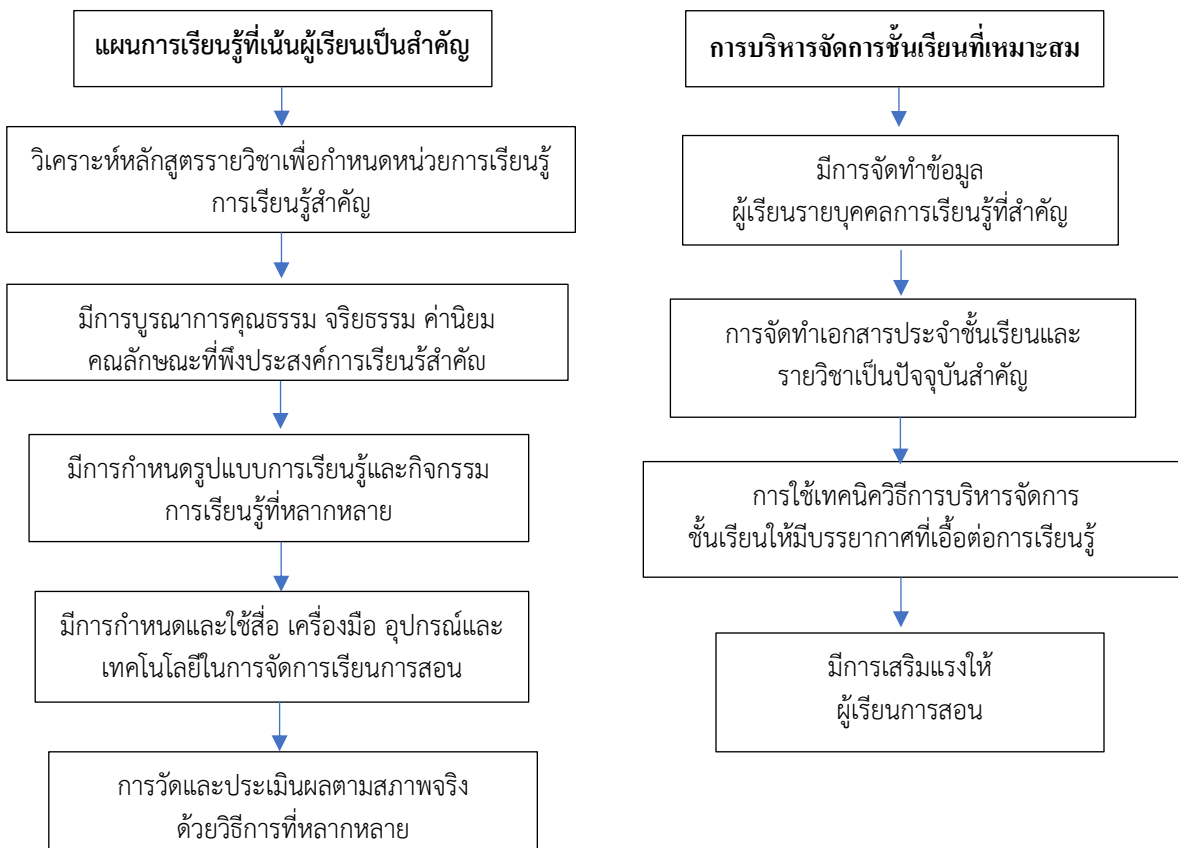 แผนการเรียนรู้ที่เน้นผู้เรียนเป็นสำคัญ
วิเคราะห์หลักสูตรรายวิชาเพื่อกำหนดหน่วยการเรียนรู้
การเรียนรู้สำคัญ
มีการบูรณาการคุณธรรม จริยธรรม ค่านิยม
คุณลักษณะที่พึงประสงค์การเรียนรู้สำคัญ
มีการกำหนดรูปแบบการเรียนรู้และกิจกรรม
การเรียนรู้ที่หลากหลาย
มีการกำหนดและใช้สื่อ เครื่องมือ อุปกรณ์และ
เทคโนโลยีในการจัดการเรียนการสอน
การวัดและประเมินผลตามสภาพจริง
ด้วยวิธีการที่หลากหลาย
การบริหารจัดการชั้นเรียนที่เหมาะสม
มีการจัดทำข้อมูล
ผู้เรียนรายบุคคลการเรียนรู้ที่สำคัญ
การจัดทำเอกสารประจำชั้นเรียนและ
รายวิชาเป็นปัจจุบันสำคัญ
การใช้เทคนิควิธีการบริหารจัดการ
ชั้นเรียนให้มีบรรยากาศที่เอื้อต่อการเรียนรู้
มีการเสริมแรงให้
ผู้เรียนการสอน